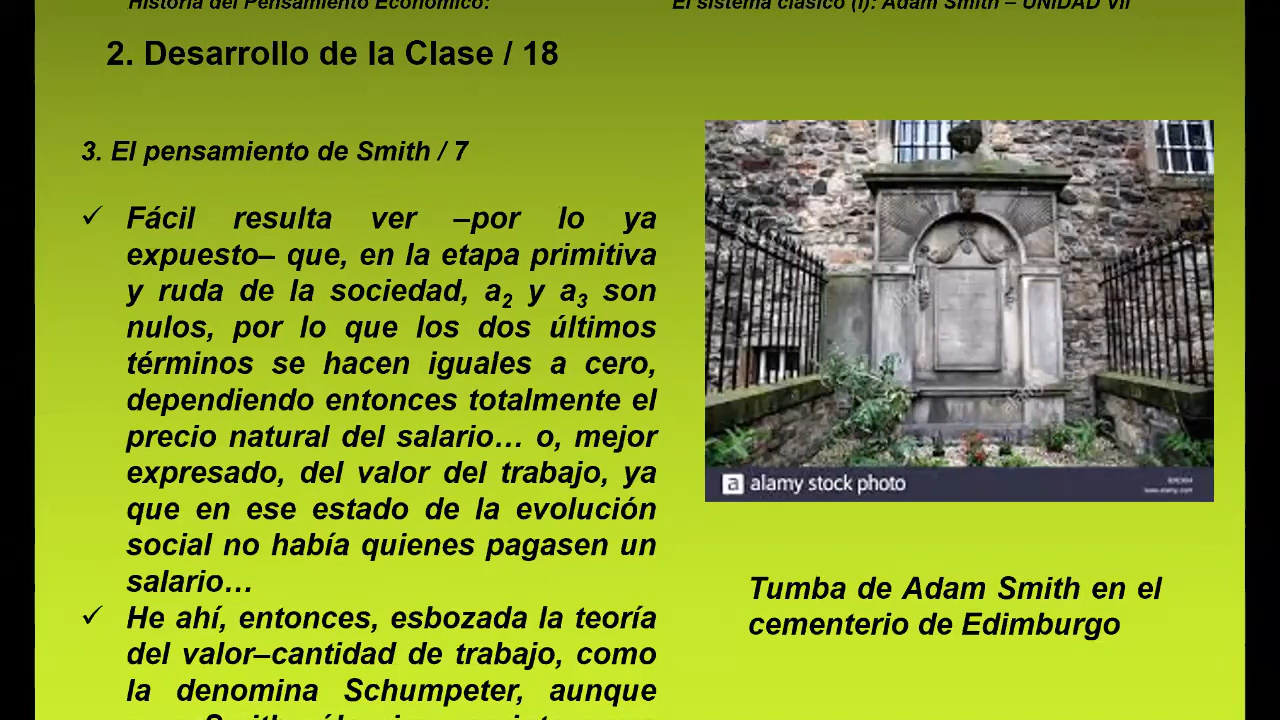 Historia del Pensamiento Económico: El sistema clásico (I): Adam Smith – UNIDAD VII
2. Desarrollo de la Clase / 18
3. El pensamiento de Smith / 7
✓ Fácil resulta ver –por lo ya
expuesto– que, en la etapa primitiva
y ruda de la sociedad, a₂ y a₃ son
nulos, por lo que los dos últimos
términos se hacen iguales a cero,
dependiendo entonces totalmente el
precio natural del salario… o, mejor
expresado, del valor del trabajo, ya
que en ese estado de la evolución
social no había quienes pagasen un
salario…
✓ He ahí, entonces, esbozada la teoría
del valor–cantidad de trabajo, como
la denomina Schumpeter, aunque
a alamy stock photo
www.alamy.com
Tumba de Adam Smith en el
cementerio de Edimburgo